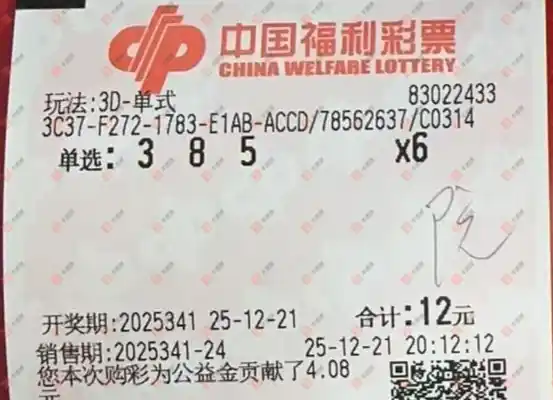 中国福利彩票
CHINA WELFARE LOTTERY
玩法:3D-单式 83022433
3C37-F272-1783-E1AB-ACCD/78562637/C0314
单选: 3 8 5 x6
开奖期:2025341 25-12-21 合计:12元
销售期:2025341-24 25-12-21 20:12:12
您本次购彩为公益金贡献了4.08
元